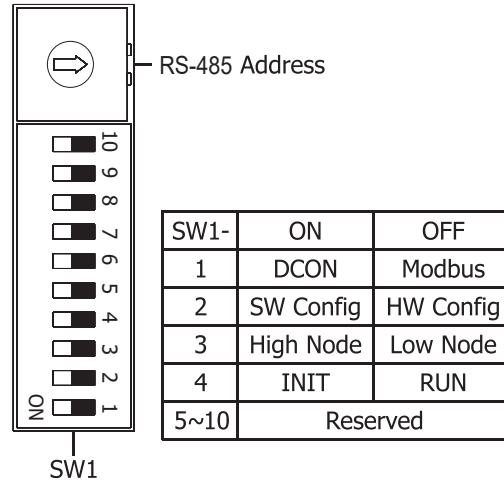 RS-485 Address
10
9
8
7
6
5
4
3
2
1
ON
SW1
SW1- ON OFF
1 DCON Modbus
2 SW Config HW Config
3 High Node Low Node
4 INIT RUN
5~10 Reserved